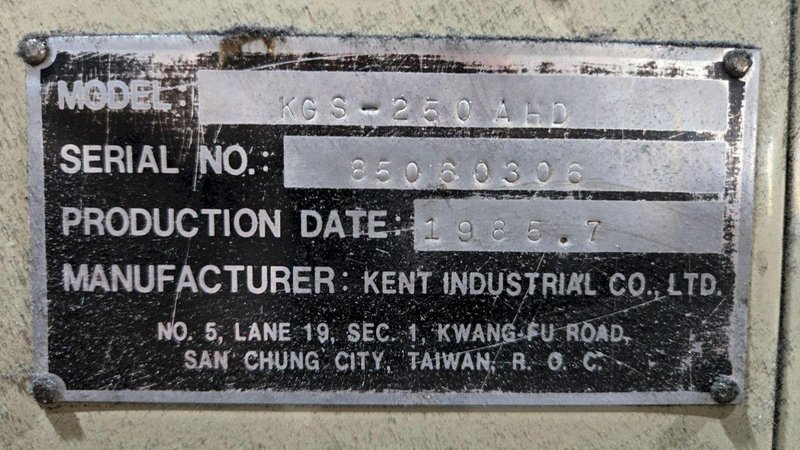 MODEL: KGS-250AHD
SERIAL NO.: 85060306
PRODUCTION DATE: 1985.7
MANUFACTURER: KENT INDUSTRIAL CO., LTD.
NO. 5, LANE 19, SEC. 1, KWANG-FU ROAD,
SAN CHUNG CITY, TAIWAN, R. O. C.